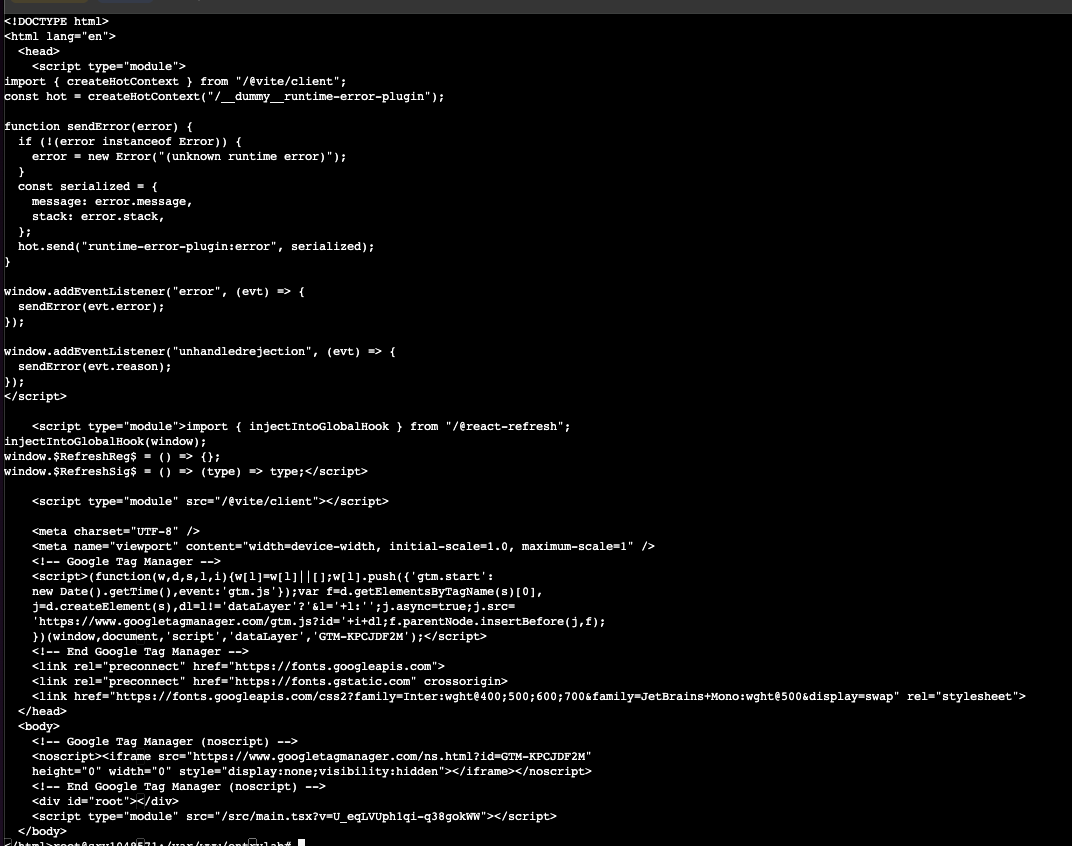 <!DOCTYPE html>
<html lang="en">
  <head>
    <script type="module">
import { createHotContext } from "/@vite/client";
const hot = createHotContext("/__dummy__runtime-error-plugin");

function sendError(error) {
  if (!(error instanceof Error)) {
    error = new Error("(unknown runtime error)");
  }
  const serialized = {
    message: error.message,
    stack: error.stack,
  };
  hot.send("runtime-error-plugin:error", serialized);
}

window.addEventListener("error", (evt) => {
  sendError(evt.error);
});

window.addEventListener("unhandledrejection", (evt) => {
  sendError(evt.reason);
});
</script>

    <script type="module">import { injectIntoGlobalHook } from "/@react-refresh";
injectIntoGlobalHook(window);
window.$RefreshReg$ = () => {};
window.$RefreshSig$ = () => (type) => type;</script>

    <script type="module" src="/@vite/client"></script>

    <meta charset="UTF-8" />
    <meta name="viewport" content="width=device-width, initial-scale=1.0, maximum-scale=1" />
    <!-- Google Tag Manager -->
    <script>(function(w,d,s,l,i){w[l]=w[l]||[];w[l].push({'gtm.start':
    new Date().getTime(),event:'gtm.js'});var f=d.getElementsByTagName(s)[0],
    j=d.createElement(s),dl=l!='dataLayer'?'&l='+l:'';j.async=true;j.src=
    'https://www.googletagmanager.com/gtm.js?id='+i+dl;f.parentNode.insertBefore(j,f);
    })(window,document,'script','dataLayer','GTM-KPCJDF2M');</script>
    <!-- End Google Tag Manager -->
    <link rel="preconnect" href="https://fonts.googleapis.com">
    <link rel="preconnect" href="https://fonts.gstatic.com" crossorigin>
    <link href="https://fonts.googleapis.com/css2?family=Inter:wght@400;500;600;700&family=JetBrains+Mono:wght@500&display=swap" rel="stylesheet">
  </head>
  <body>
    <!-- Google Tag Manager (noscript) -->
    <noscript><iframe src="https://www.googletagmanager.com/ns.html?id=GTM-KPCJDF2M"
    height="0" width="0" style="display:none;visibility:hidden"></iframe></noscript>
    <!-- End Google Tag Manager (noscript) -->
    <div id="root"></div>
    <script type="module" src="/src/main.tsx?v=U_eqLVUph1qi-q38gokWW"></script>
  </body>